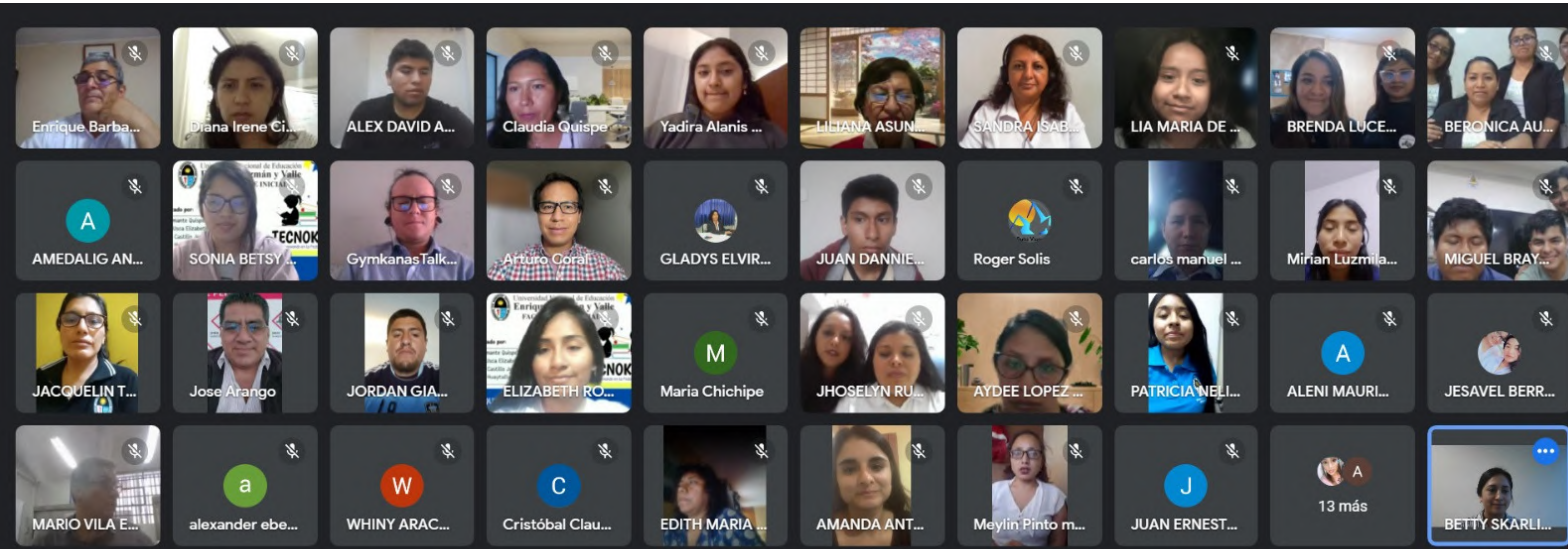 Enrique Barba...
Diana Irene Ci...
ALEX DAVID A...
Claudia Quispe
Yadira Alanis ...
LILIANA ASUN...
SANDRA ISAB...
LIA MARIA DE ...
BRENDA LUCE...
BERONICA AU...
A
AMEDALIG AN...
SONIA BETSY ...
TECNOK
GymkanasTalk...
Arturo Coral
GLADYS ELVIR...
JUAN DANNIE...
Roger Solis
carlos manuel ...
Mirian Luzmila...
MIGUEL BRAY...
JACQUELIN T...
Jose Arango
JORDAN GIA...
ELIZABETH RO...
M
Maria Chichipe
JHOSELYN RU...
AYDEE LOPEZ ...
PATRICIA NELI...
A
ALENI MAURI...
JESAVEL BERR...
MARIO VILA E...
a
alexander ebe...
W
WHINY ARAC...
C
Cristóbal Clau...
EDITH MARIA ...
AMANDA ANT...
Meylin Pinto m...
J
JUAN ERNEST...
A
13 más
BETTY SKARLI...